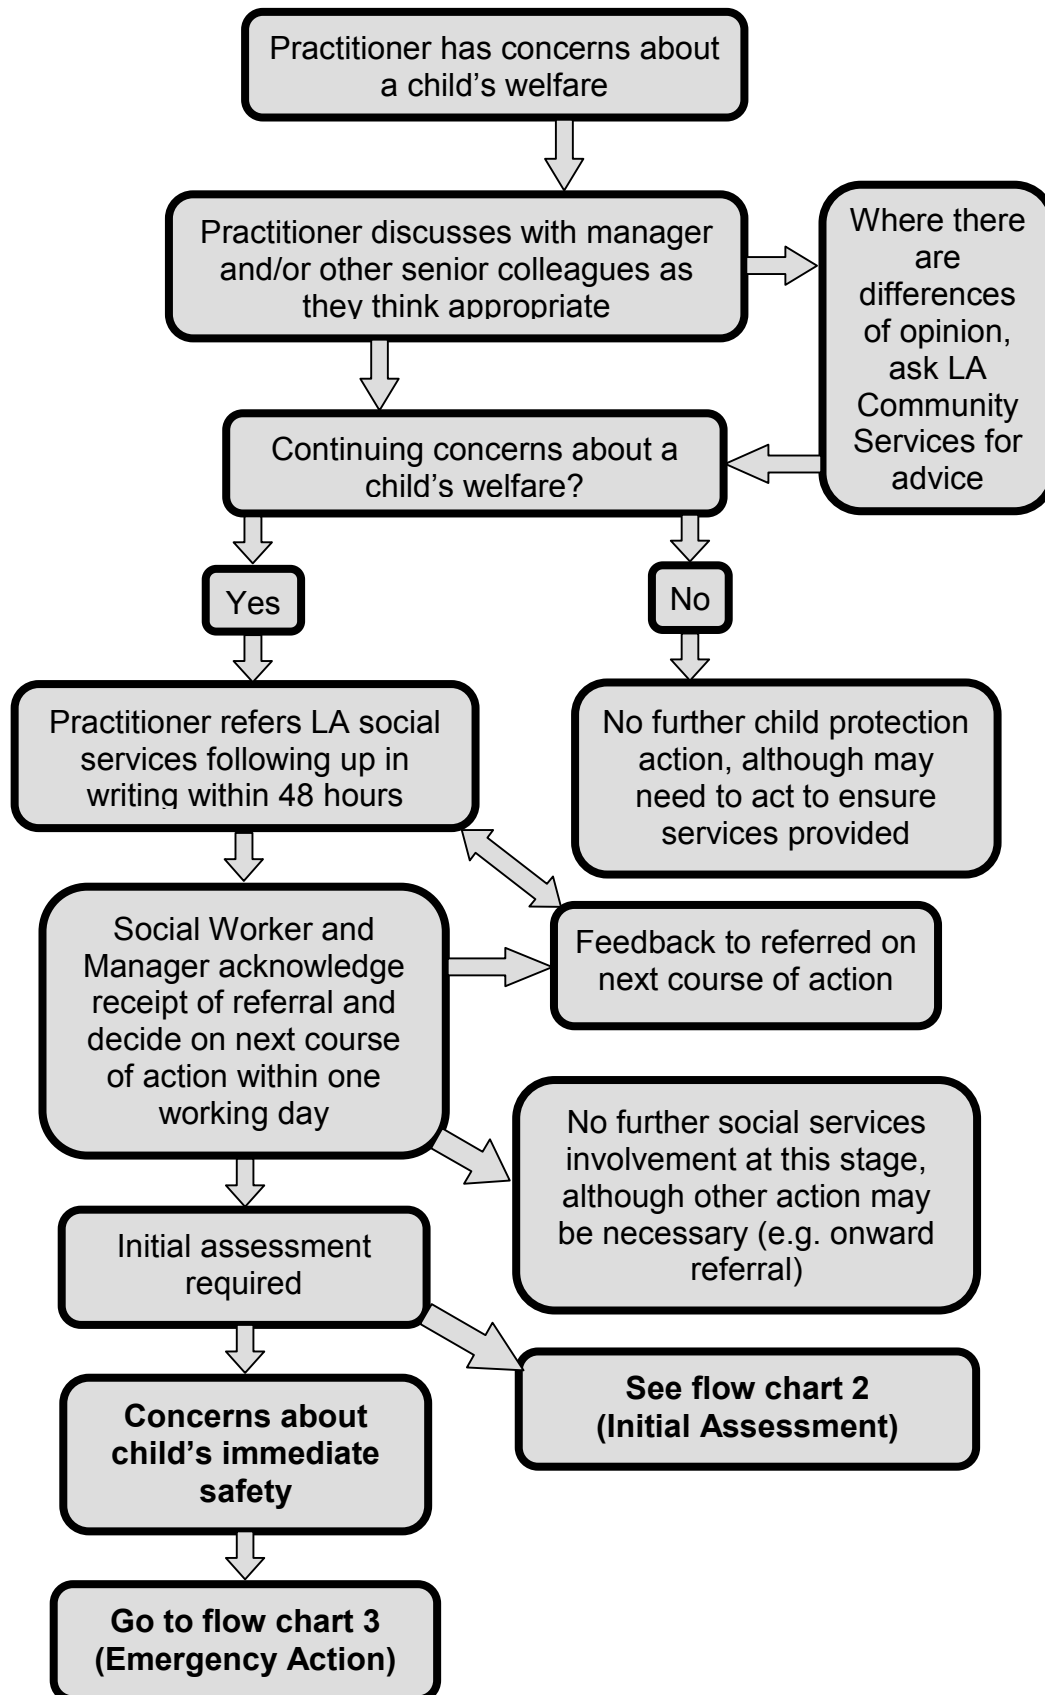 Practitioner has concerns about
a child’s welfare
Practitioner discusses with manager
and/or other senior colleagues as
they think appropriate
Where there
are
differences
of opinion,
ask LA
Community
Services for
advice
Continuing concerns about a
child’s welfare?
Yes
No
Practitioner refers LA social
services following up in
writing within 48 hours
No further child protection
action, although may
need to act to ensure
services provided
Social Worker and
Manager acknowledge
receipt of referral and
decide on next course
of action within one
working day
Feedback to referred on
next course of action
No further social services
involvement at this stage,
although other action may
be necessary (e.g. onward
referral)
Initial assessment
required
See flow chart 2
(Initial Assessment)
Concerns about
child’s immediate
safety
Go to flow chart 3
(Emergency Action)